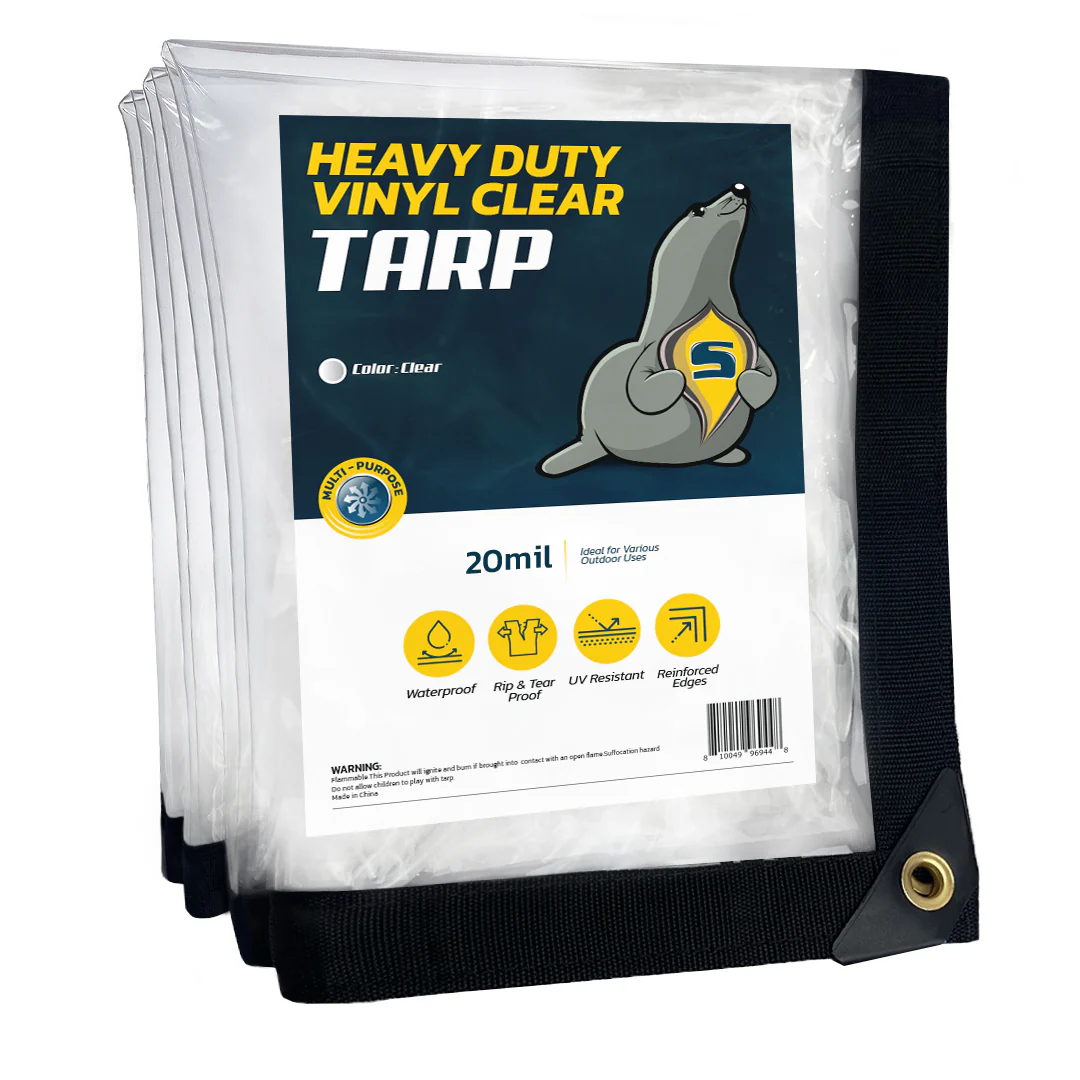 HEAVY DUTY
VINYL CLEAR
TARP
S
Color: Clear
MULTI - PURPOSE
20mil
Ideal for Various
Outdoor Uses
Waterproof
Rip & Tear
Proof
UV Resistant
Reinforced
Edges
WARNING:
Flammable.This Product will ignite and burn if brought into contact with an open flame.Suffocation hazard.
Do not allow children to play with tarp.
Made in China
8 10049 96944 8